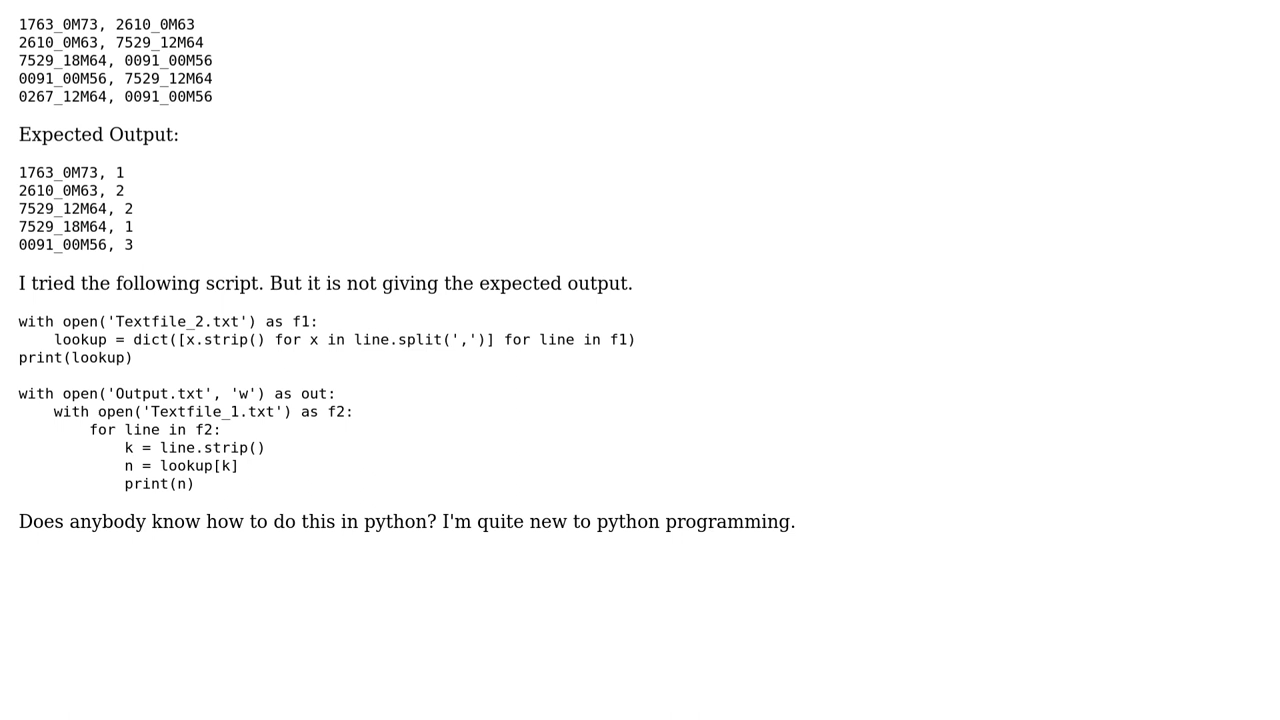 1763_0M73, 2610_0M63
2610_0M63, 7529_12M64
7529_18M64, 0091_00M56
0091_00M56, 7529_12M64
0267_12M64, 0091_00M56
Expected Output:
1763_0M73, 1
2610_0M63, 2
7529_12M64, 2
7529_18M64, 1
0091_00M56, 3
I tried the following script. But it is not giving the expected output.
with open('Textfile_2.txt') as f1:
    lookup = dict([x.strip() for x in line.split(',')] for line in f1)
print(lookup)
with open('Output.txt', 'w') as out:
    with open('Textfile_1.txt') as f2:
        for line in f2:
            k = line.strip()
            n = lookup[k]
            print(n)
Does anybody know how to do this in python? I'm quite new to python programming.